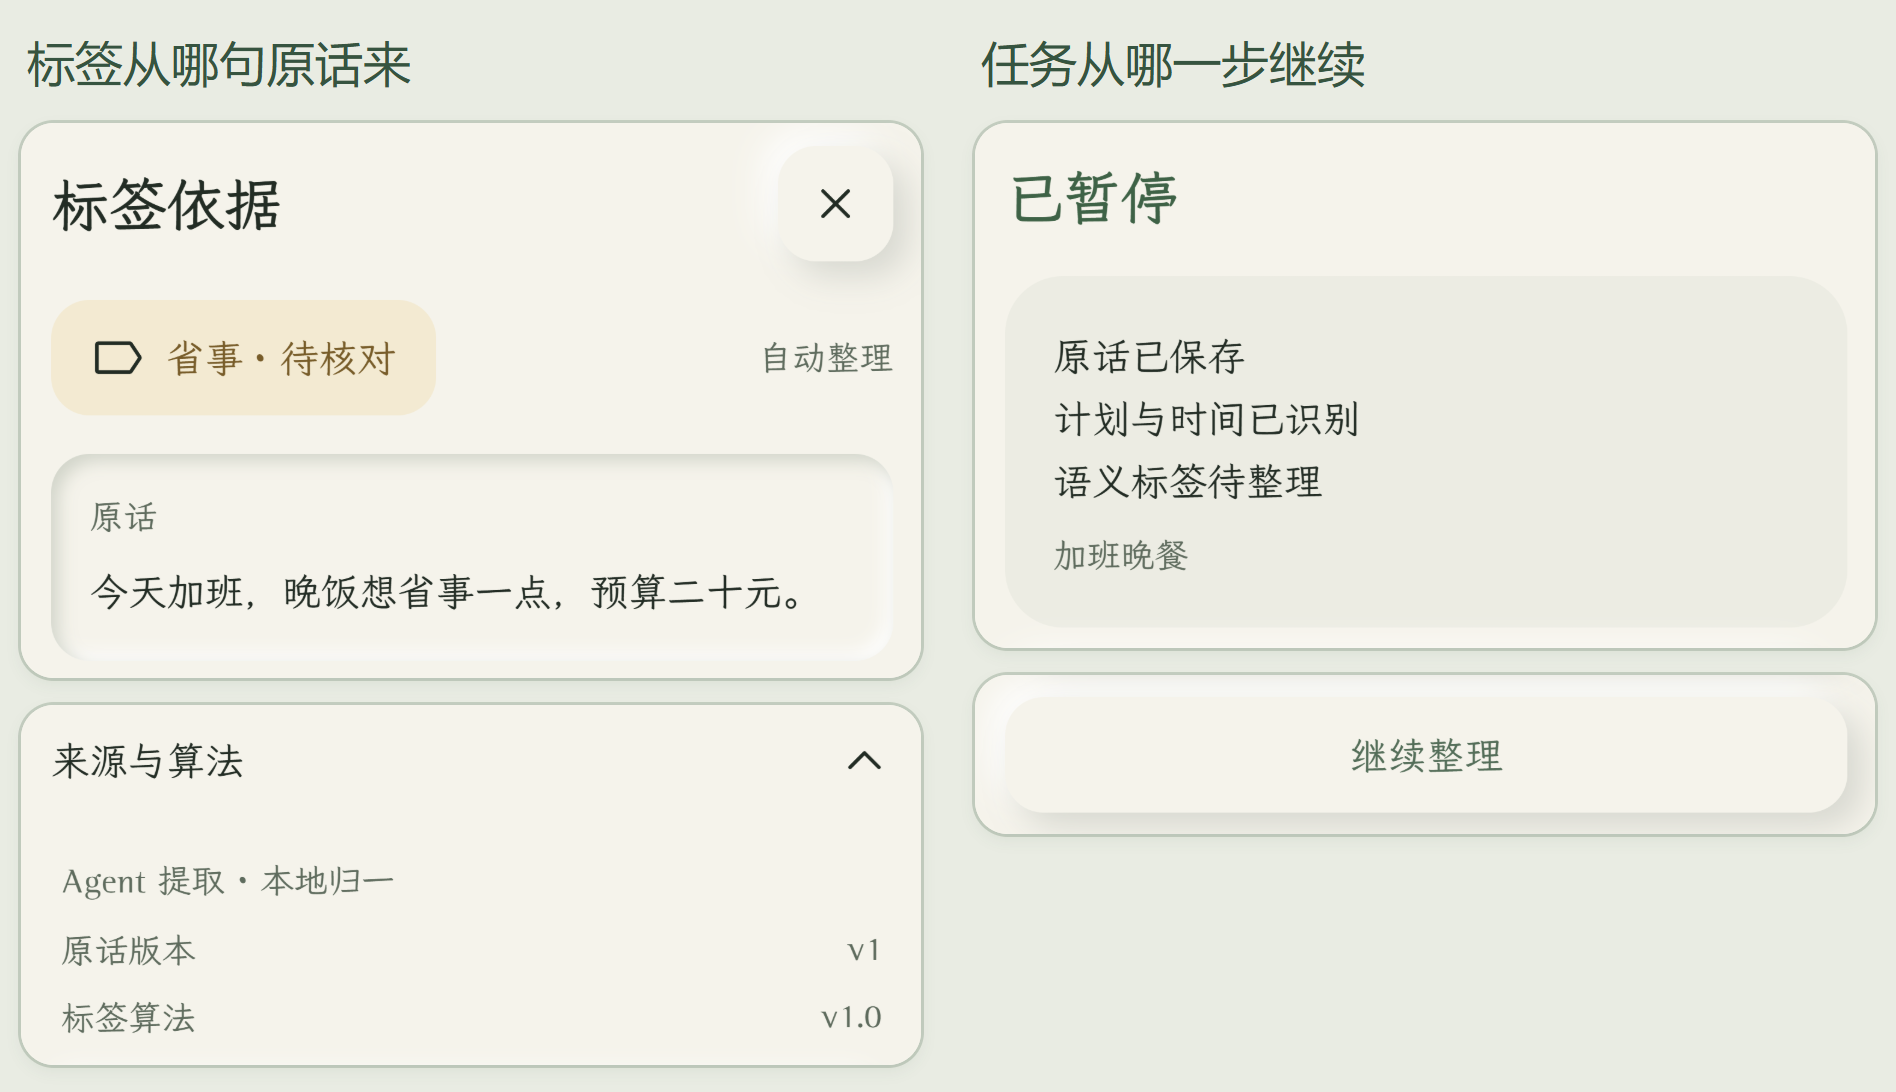 标签从哪句原话来
标签依据
省事·待核对
自动整理
原话
今天加班，晚饭想省事一点，预算二十元。
来源与算法
Agent 提取·本地归一
原话版本 v1
标签算法 v1.0
任务从哪一步继续
已暂停
原话已保存
计划与时间已识别
语义标签待整理
加班晚餐
继续整理